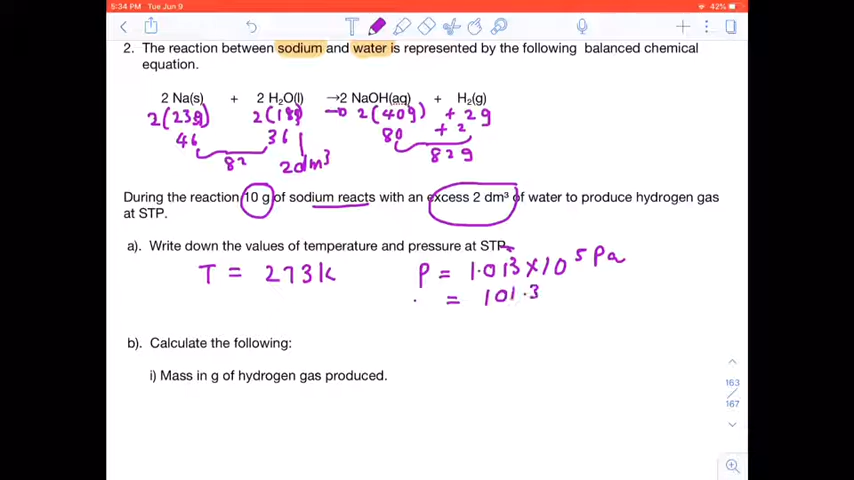 5:34 PM Tue Jun 9
42%
2. The reaction between sodium and water is represented by the following balanced chemical
equation.
2 Na(s) + 2 H₂O(l) →2 NaOH(aq) + H₂(g)
2(23g) 2(18g) → 2(40g) + 2g
46 36 80 + 2
82 2dm³ 82g
During the reaction 10 g of sodium reacts with an excess 2 dm³ of water to produce hydrogen gas
at STP.
a). Write down the values of temperature and pressure at STP.
T = 273K P = 1.013×10⁵ Pa
= 101.3
b). Calculate the following:
i) Mass in g of hydrogen gas produced.
163
167